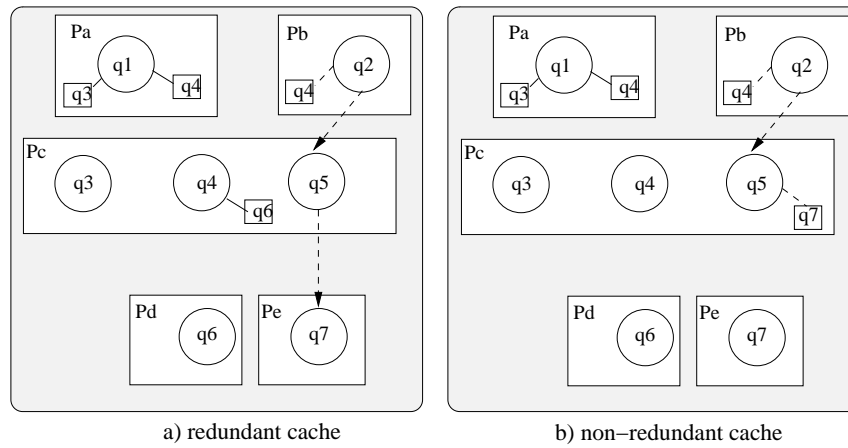 Pa
q1
q3
q4
Pb
q2
q4
Pc
q3
q4
q5
q6
Pd
q6
Pe
q7
a) redundant cache
Pa
q1
q3
q4
Pb
q2
q4
Pc
q3
q4
q5
q7
Pd
q6
Pe
q7
b) non−redundant cache